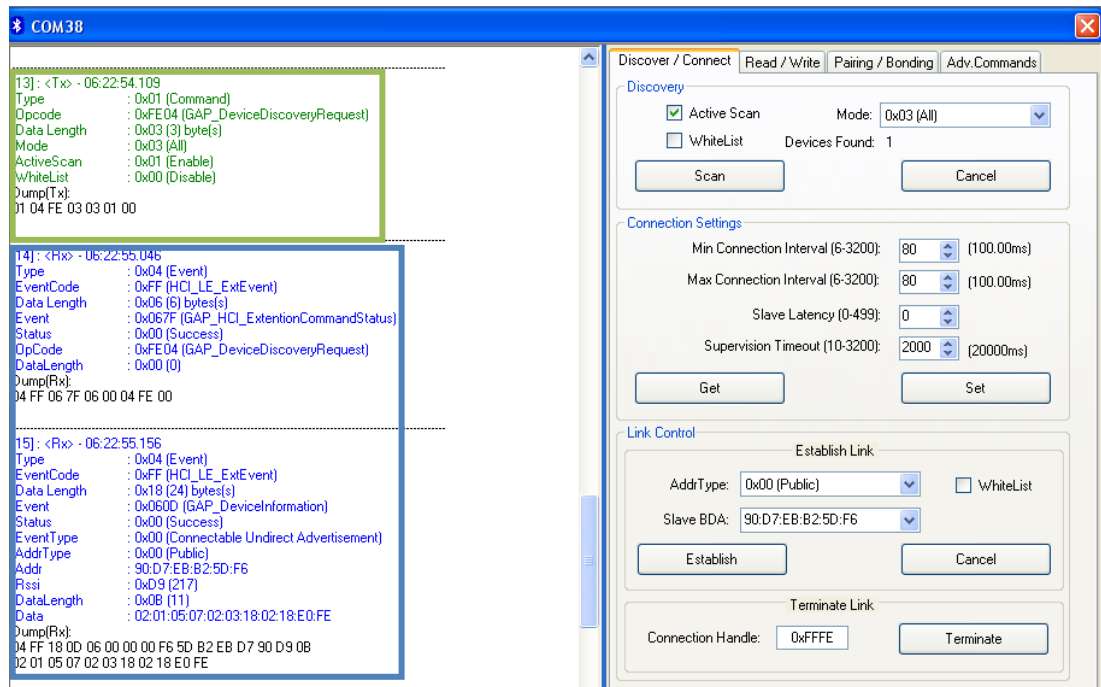 COM38
[13] : <Tx> - 06:22:54.109
Type : 0x01 (Command)
Opcode : 0xFE04 (GAP_DeviceDiscoveryRequest)
Data Length : 0x03 (3) byte(s)
Mode : 0x03 (All)
ActiveScan : 0x01 (Enable)
WhiteList : 0x00 (Disable)
Dump(Tx):
01 04 FE 03 03 01 00
[14] : <Rx> - 06:22:55.046
Type : 0x04 (Event)
EventCode : 0xFF (HCI_LE_ExtEvent)
Data Length : 0x06 (6) bytes(s)
Event : 0x067F (GAP_HCI_ExtentionCommandStatus)
Status : 0x00 (Success)
OpCode : 0xFE04 (GAP_DeviceDiscoveryRequest)
DataLength : 0x00 (0)
Dump(Rx):
04 FF 06 7F 06 00 04 FE 00
[15] : <Rx> - 06:22:55.156
Type : 0x04 (Event)
EventCode : 0xFF (HCI_LE_ExtEvent)
Data Length : 0x18 (24) bytes(s)
Event : 0x060D (GAP_DeviceInformation)
Status : 0x00 (Success)
EventType : 0x00 (Connectable Undirect Advertisement)
AddrType : 0x00 (Public)
Addr : 90:D7:EB:B2:5D:F6
Rssi : 0xD9 (217)
DataLength : 0x0B (11)
Data : 02:01:05:07:02:03:18:02:18:E0:FE
Dump(Rx):
04 FF 18 0D 06 00 00 00 F6 5D B2 EB D7 90 D9 0B
02 01 05 07 02 03 18 02 18 E0 FE
Discover / Connect Read / Write Pairing / Bonding Adv.Commands
Discovery
Active Scan Mode: 0x03 (All)
WhiteList Devices Found: 1
Scan Cancel
Connection Settings
Min Connection Interval (6-3200): 80 (100.00ms)
Max Connection Interval (6-3200): 80 (100.00ms)
Slave Latency (0-499): 0
Supervision Timeout (10-3200): 2000 (20000ms)
Get Set
Link Control
Establish Link
AddrType: 0x00 (Public) WhiteList
Slave BDA: 90:D7:EB:B2:5D:F6
Establish Cancel
Terminate Link
Connection Handle: 0xFFFE Terminate